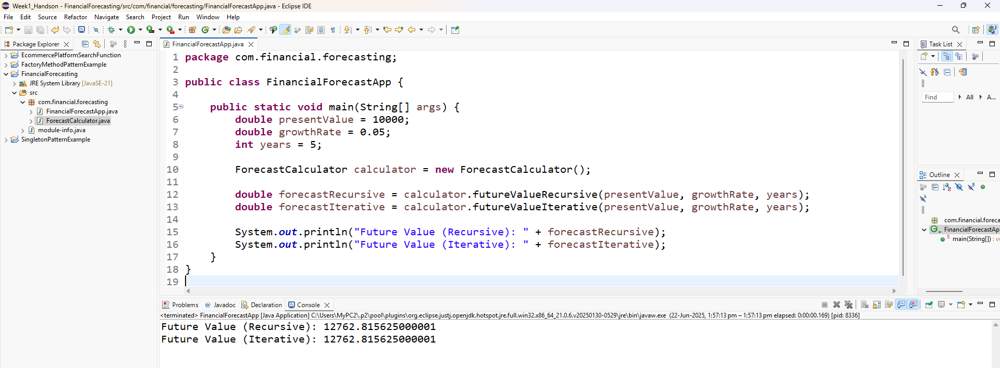 Week1_Handson - FinancialForecasting/src/com/financial/forecasting/FinancialForecastApp.java - Eclipse IDE
File Edit Source Refactor Navigate Search Project Run Window Help
Package Explorer
EcommercePlatformSearchFunction
FactoryMethodPatternExample
FinancialForecasting
JRE System Library [JavaSE-21]
src
com.financial.forecasting
FinancialForecastApp.java
ForecastCalculator.java
module-info.java
SingletonPatternExample
FinancialForecastApp.java
1 package com.financial.forecasting;
2
3 public class FinancialForecastApp {
4
5     public static void main(String[] args) {
6         double presentValue = 10000;
7         double growthRate = 0.05;
8         int years = 5;
9
10         ForecastCalculator calculator = new ForecastCalculator();
11
12         double forecastRecursive = calculator.futureValueRecursive(presentValue, growthRate, years);
13         double forecastIterative = calculator.futureValueIterative(presentValue, growthRate, years);
14
15         System.out.println("Future Value (Recursive): " + forecastRecursive);
16         System.out.println("Future Value (Iterative): " + forecastIterative);
17     }
18 }
19
Task List
Find All A...
Outline
com.financial.foreca
FinancialForecastAp
main(String[]) : v
Problems @ Javadoc Declaration Console
<terminated> FinancialForecastApp [Java Application] C:\Users\MyPC2\.p2\pool\plugins\org.eclipse.justj.openjdk.hotspot.jre.full.win32.x86_64_21.0.6.v20250130-0529\jre\bin\javaw.exe (22-Jun-2025, 1:57:13 pm – 1:57:13 pm elapsed: 0:00:00.169) [pid: 8336]
Future Value (Recursive): 12762.815625000001
Future Value (Iterative): 12762.815625000001